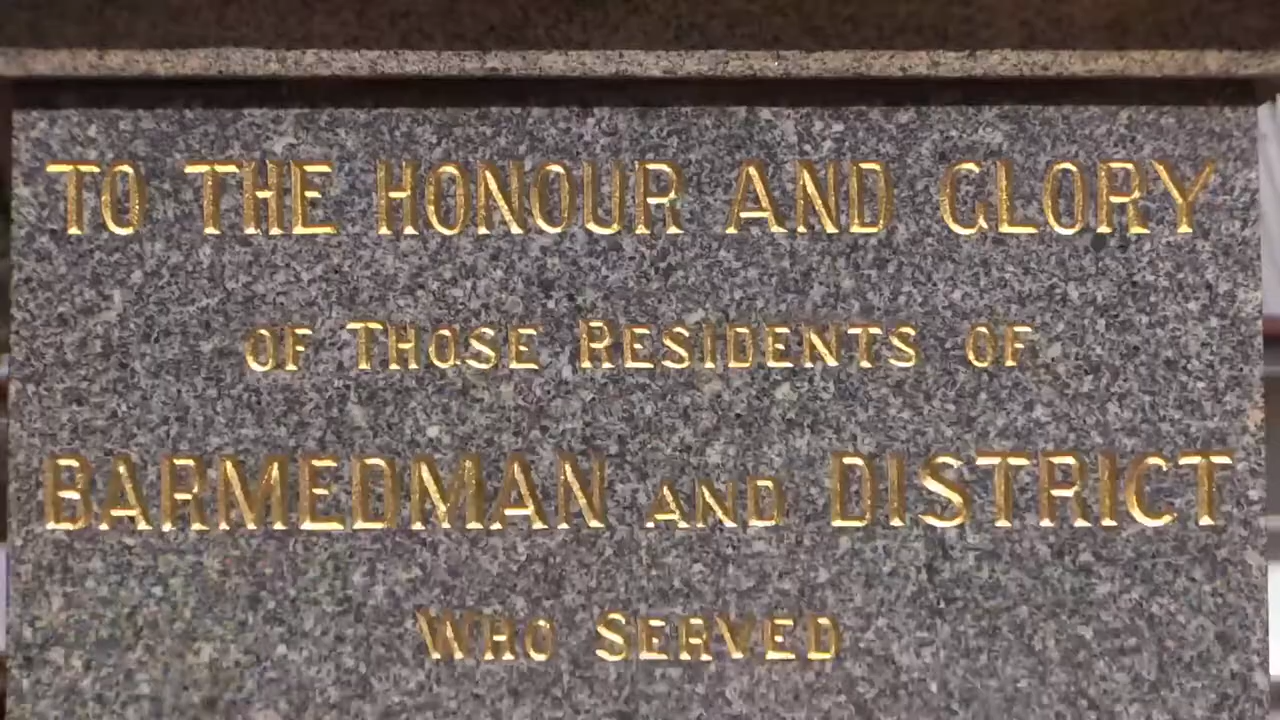 TO THE HONOUR AND GLORY
OF THOSE RESIDENTS OF
BARMEDMAN AND DISTRICT
WHO SERVED